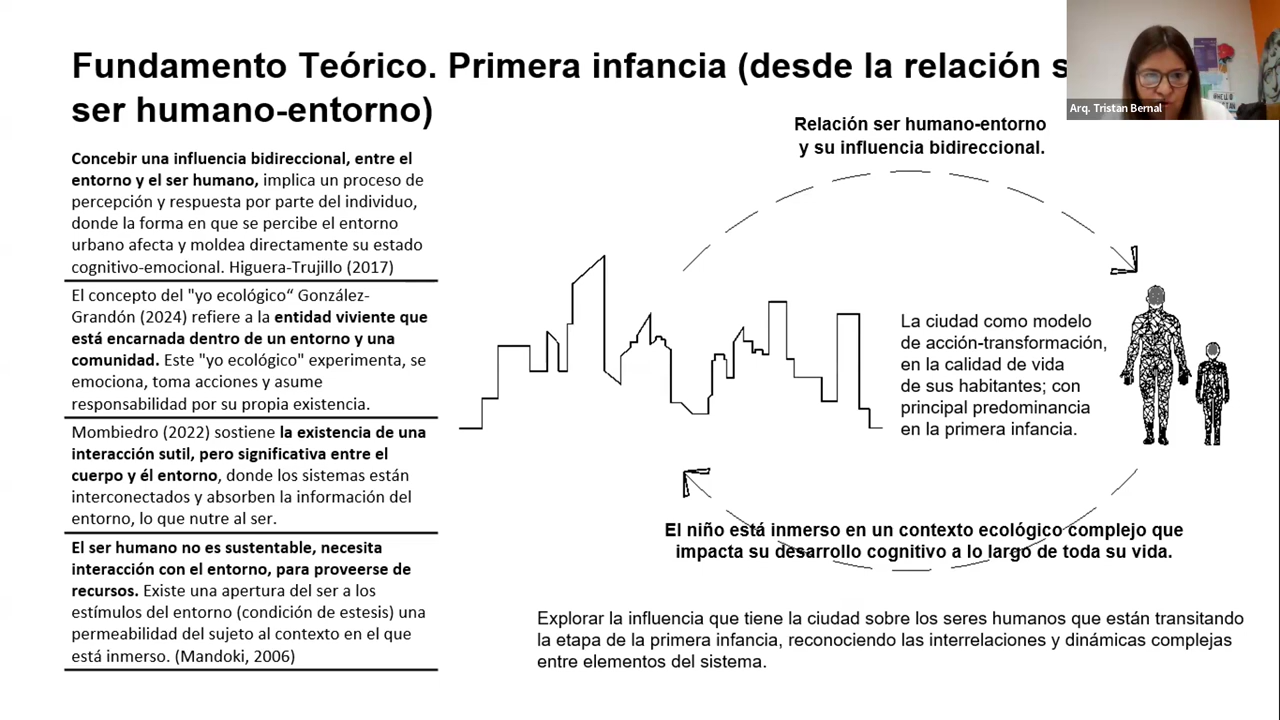 Fundamento Teórico. Primera infancia (desde la relación s
ser humano-entorno)
Arq. Tristan Bernal
Concebir una influencia bidireccional, entre el
entorno y el ser humano, implica un proceso de
percepción y respuesta por parte del individuo,
donde la forma en que se percibe el entorno
urbano afecta y moldea directamente su estado
cognitivo-emocional. Higuera-Trujillo (2017)
El concepto del "yo ecológico“ González-
Grandón (2024) refiere a la entidad viviente que
está encarnada dentro de un entorno y una
comunidad. Este "yo ecológico" experimenta, se
emociona, toma acciones y asume
responsabilidad por su propia existencia.
Mombiedro (2022) sostiene la existencia de una
interacción sutil, pero significativa entre el
cuerpo y él entorno, donde los sistemas están
interconectados y absorben la información del
entorno, lo que nutre al ser.
El ser humano no es sustentable, necesita
interacción con el entorno, para proveerse de
recursos. Existe una apertura del ser a los
estímulos del entorno (condición de estesis) una
permeabilidad del sujeto al contexto en el que
está inmerso. (Mandoki, 2006)
Relación ser humano-entorno
y su influencia bidireccional.
La ciudad como modelo
de acción-transformación,
en la calidad de vida
de sus habitantes; con
principal predominancia
en la primera infancia.
El niño está inmerso en un contexto ecológico complejo que
impacta su desarrollo cognitivo a lo largo de toda su vida.
Explorar la influencia que tiene la ciudad sobre los seres humanos que están transitando
la etapa de la primera infancia, reconociendo las interrelaciones y dinámicas complejas
entre elementos del sistema.